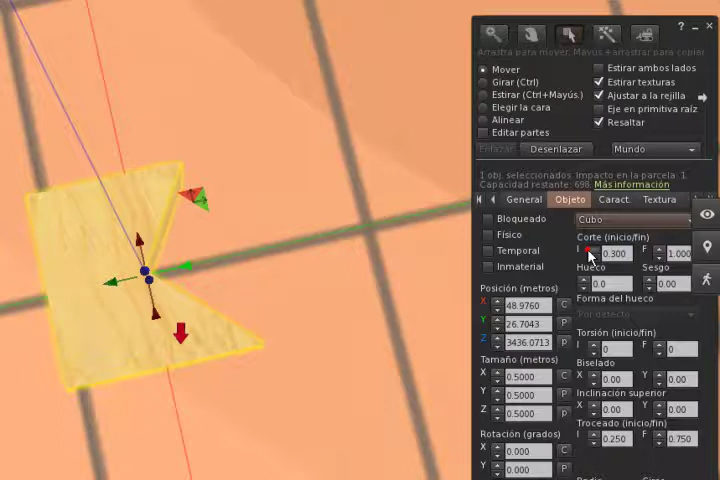 ? _ ×
Arrastra para mover, Mayús.+arrastrar para copiar
Mover
Girar (Ctrl)
Estirar (Ctrl+Mayús.)
Elegir la cara
Alinear
Editar partes
Estirar ambos lados
Estirar texturas
Ajustar a la rejilla
Eje en primitiva raíz
Resaltar
Enlazar
Desenlazar
Mundo
1 obj. seleccionados. Impacto en la parcela: 1.
Capacidad restante: 698. Más información
General Objeto Caract. Textura
Bloqueado
Físico
Temporal
Inmaterial
Posición (metros)
X 48.9760 C
Y 26.7043 P
Z 3436.0713 P
Tamaño (metros)
X 0.5000 C
Y 0.5000 P
Z 0.5000 p
Rotación (grados)
X 0.000 C
Y 0.000 P
Cubo
Corte (inicio/fin)
I 0.300 F 1.000
Hueco Sesgo
0.0 0.00
Forma del hueco
Por defecto
Torsión (inicio/fin)
I 0 F 0
Biselado
X 0.00 Y 0.00
Inclinación superior
X 0.00 Y 0.00
Troceado (inicio/fin)
I 0.250 F 0.750